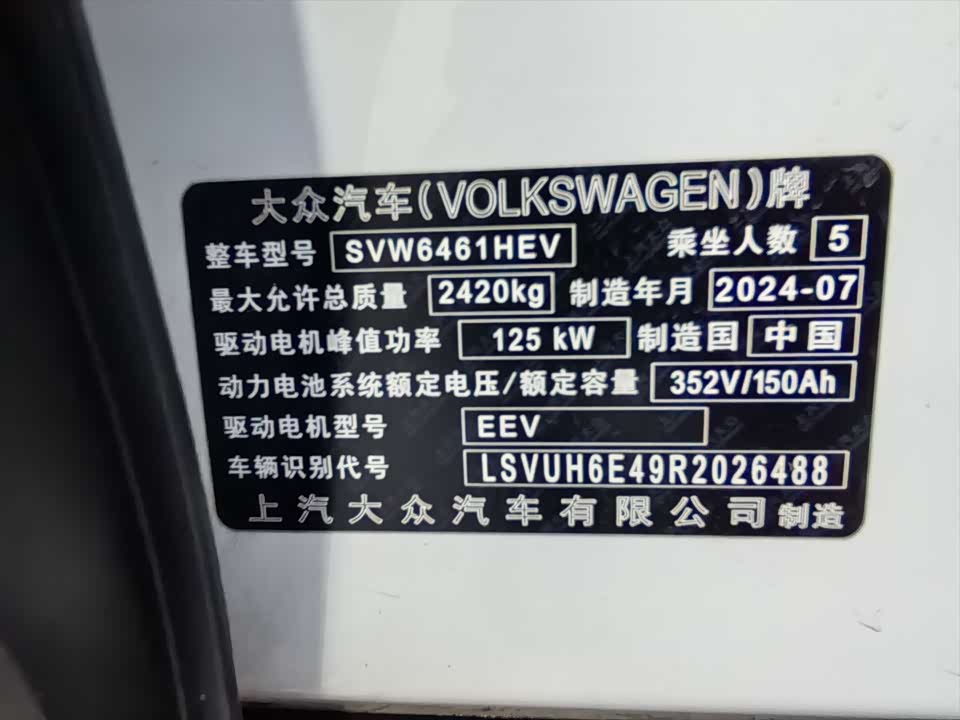 大众汽车(VOLKSWAGEN)牌
整车型号 SVW6461HEV 乘坐人数 5
最大允许总质量 2420kg 制造年月 2024-07
驱动电机峰值功率 125 kW 制造国 中国
动力电池系统额定电压/额定容量 352V/150Ah
驱动电机型号 EEV
车辆识别代号 LSVUH6E49R2026488
上汽大众汽车有限公司制造